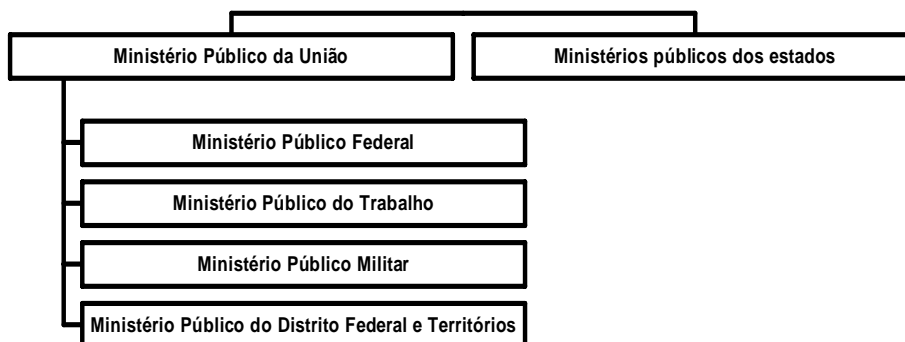 Ministério Público da União
Ministérios públicos dos estados
Ministério Público Federal
Ministério Público do Trabalho
Ministério Público Militar
Ministério Público do Distrito Federal e Territórios